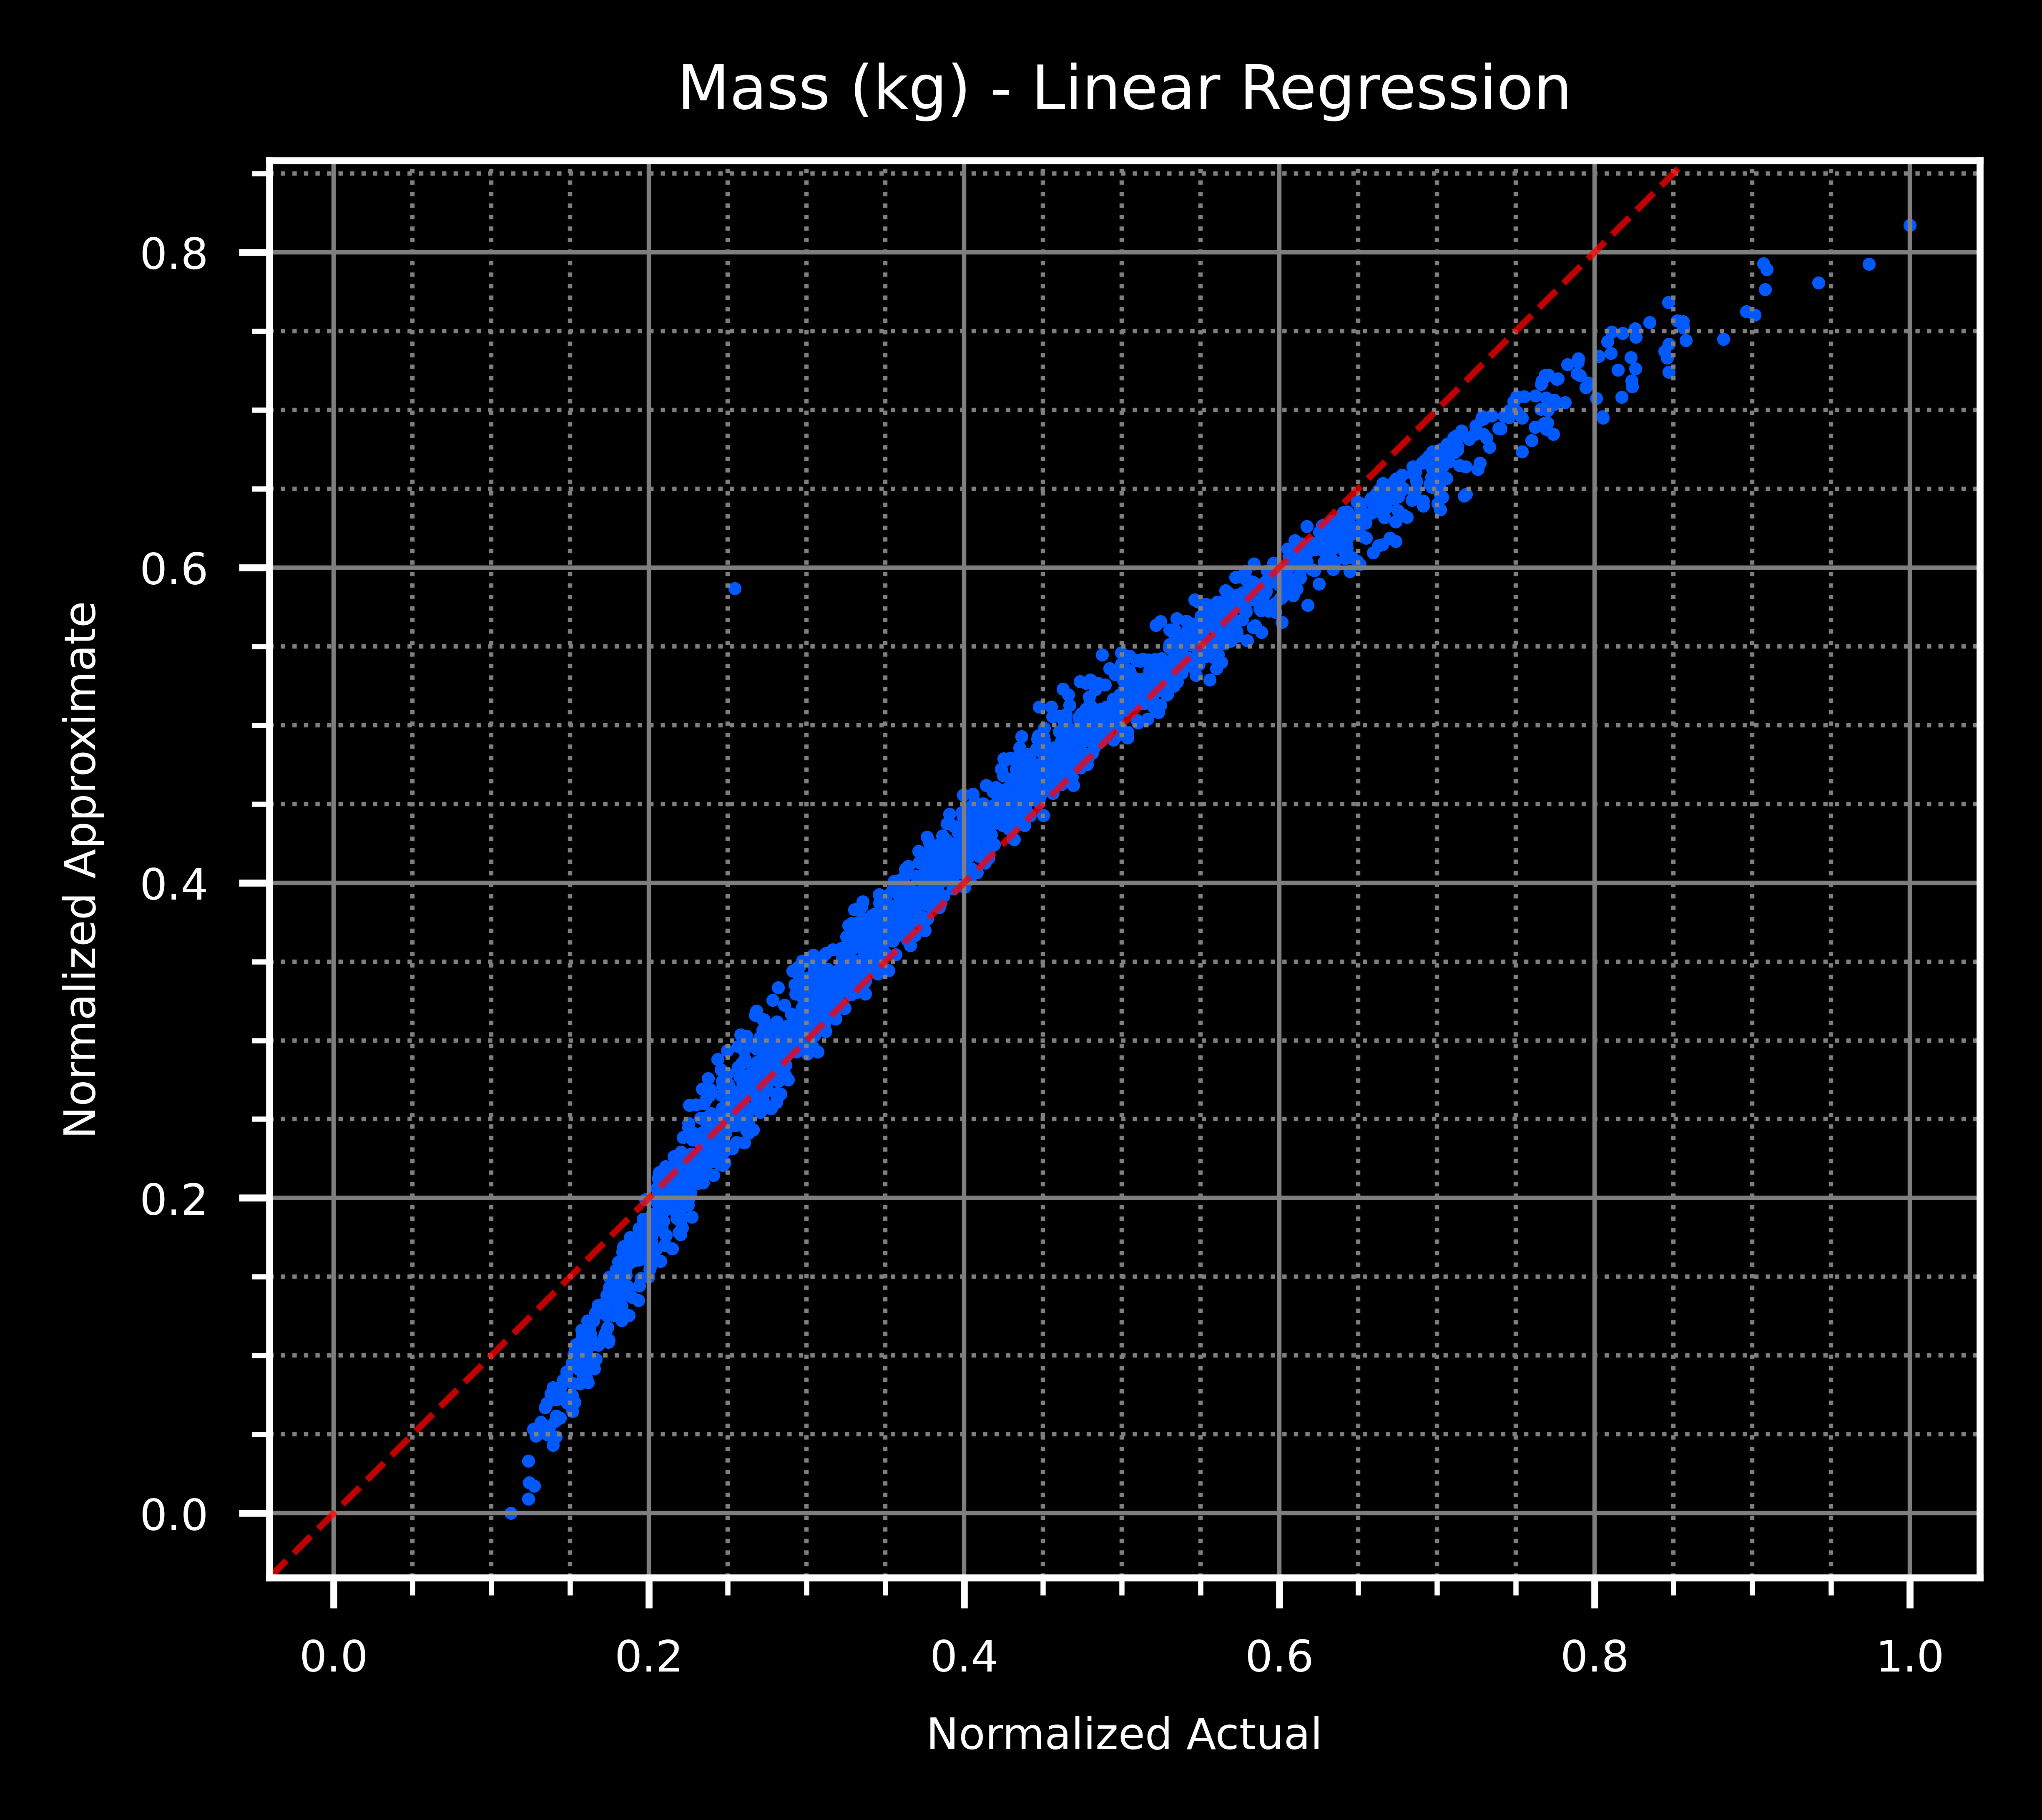 Mass (kg) - Linear Regression
Normalized Approximate
0.8
0.6
0.4
0.2
0.0
0.0 0.2 0.4 0.6 0.8 1.0
Normalized Actual